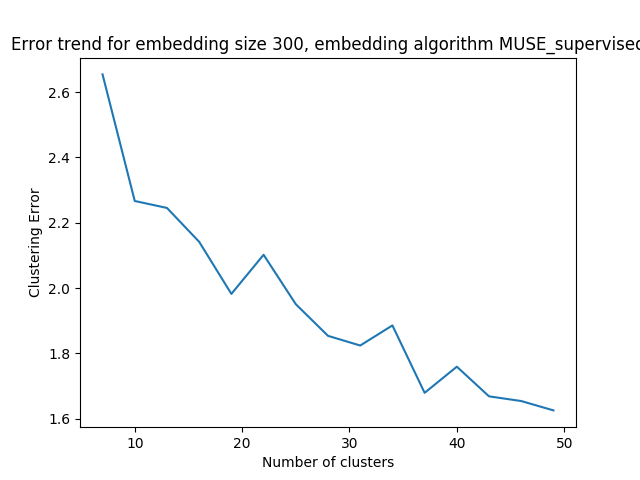 Error trend for embedding size 300, embedding algorithm MUSE_supervised
2.6
2.4
2.2
2.0
1.8
1.6
Clustering Error
10 20 30 40 50
Number of clusters